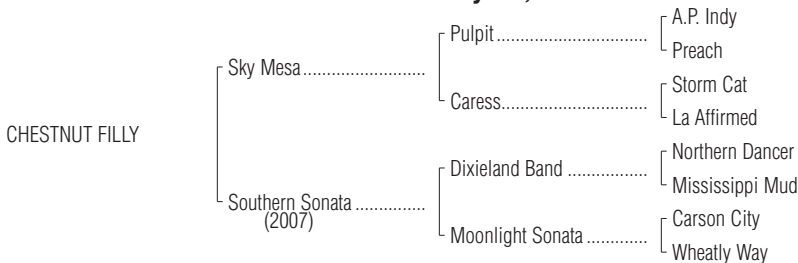 A.P. Indy
Pulpit
Preach
Sky Mesa
Storm Cat
Caress
La Affirmed
CHESTNUT FILLY
Northern Dancer
Dixieland Band
Mississippi Mud
Southern Sonata
(2007)
Carson City
Moonlight Sonata
Wheatly Way